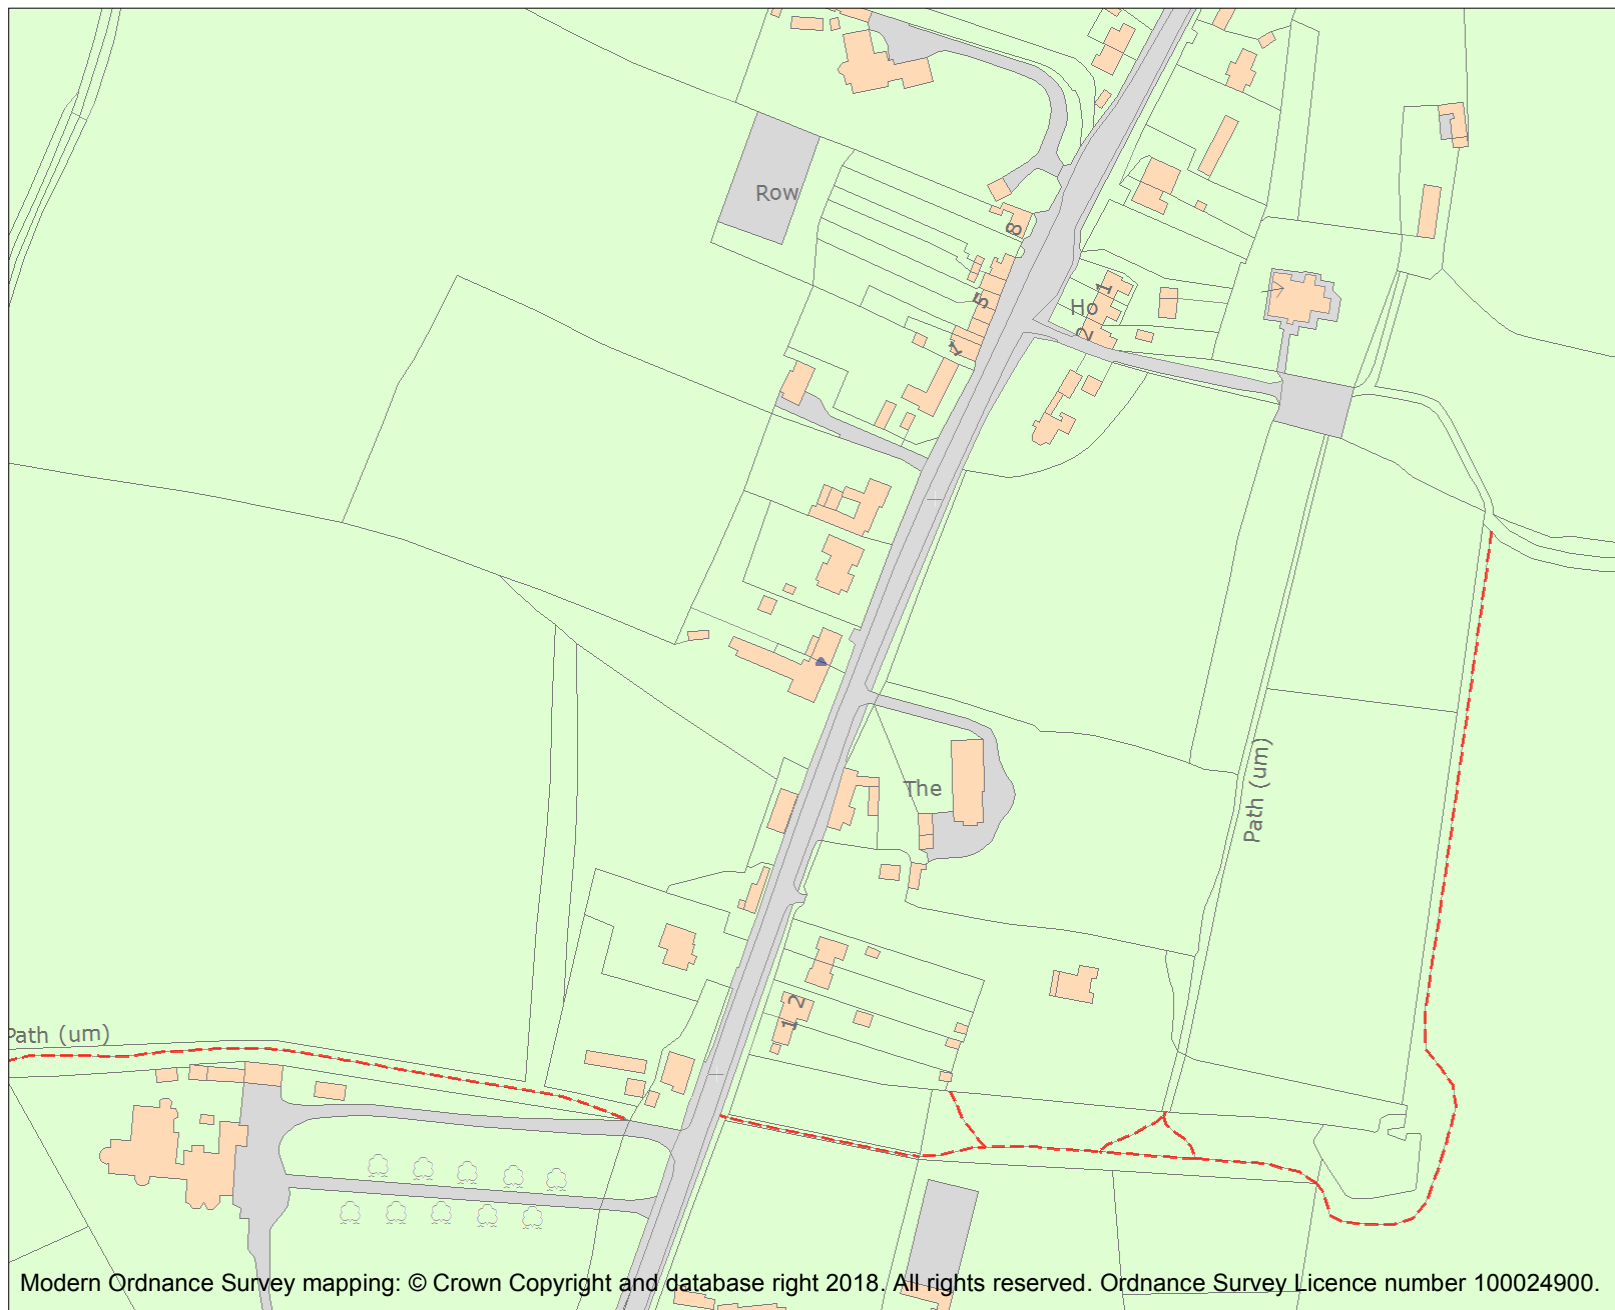 Row
8
5
1
Ho
2
1
The
Path (um)
2
1
Path (um)
Modern Ordnance Survey mapping: © Crown Copyright and database right 2018. All rights reserved. Ordnance Survey Licence number 100024900.